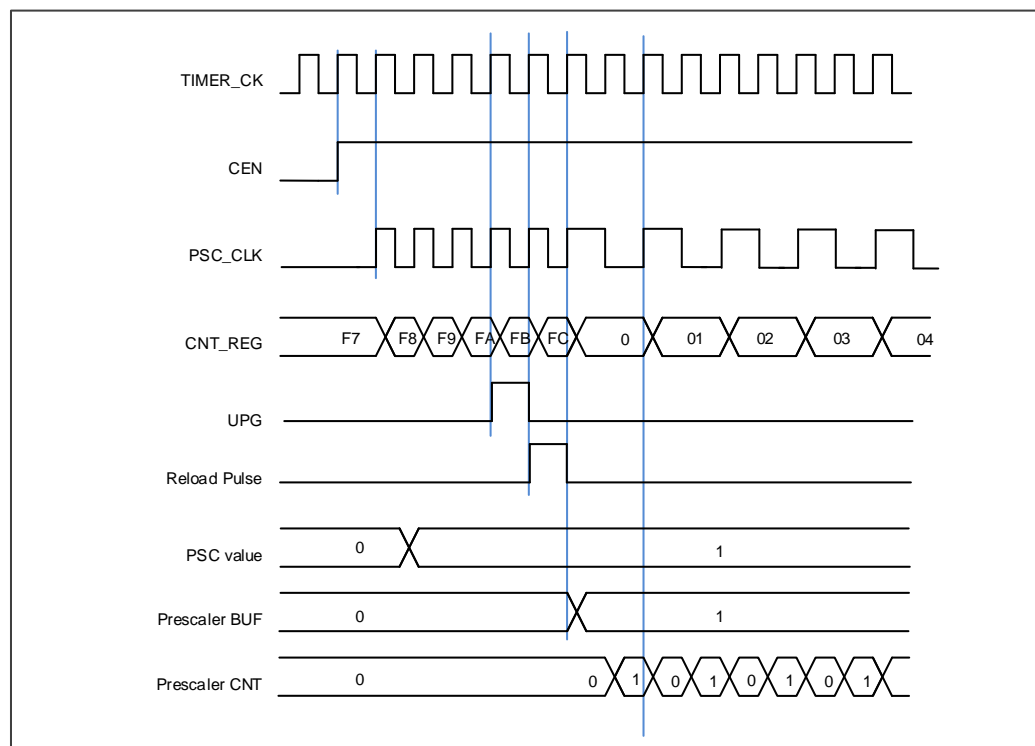 TIMER_CK
CEN
PSC_CLK
CNT_REG F7 F8 F9 FA FB FC 0 01 02 03 04
UPG
Reload Pulse
PSC value 0 1
Prescaler BUF 0 1
Prescaler CNT 0 0 1 0 1 0 1 0 1